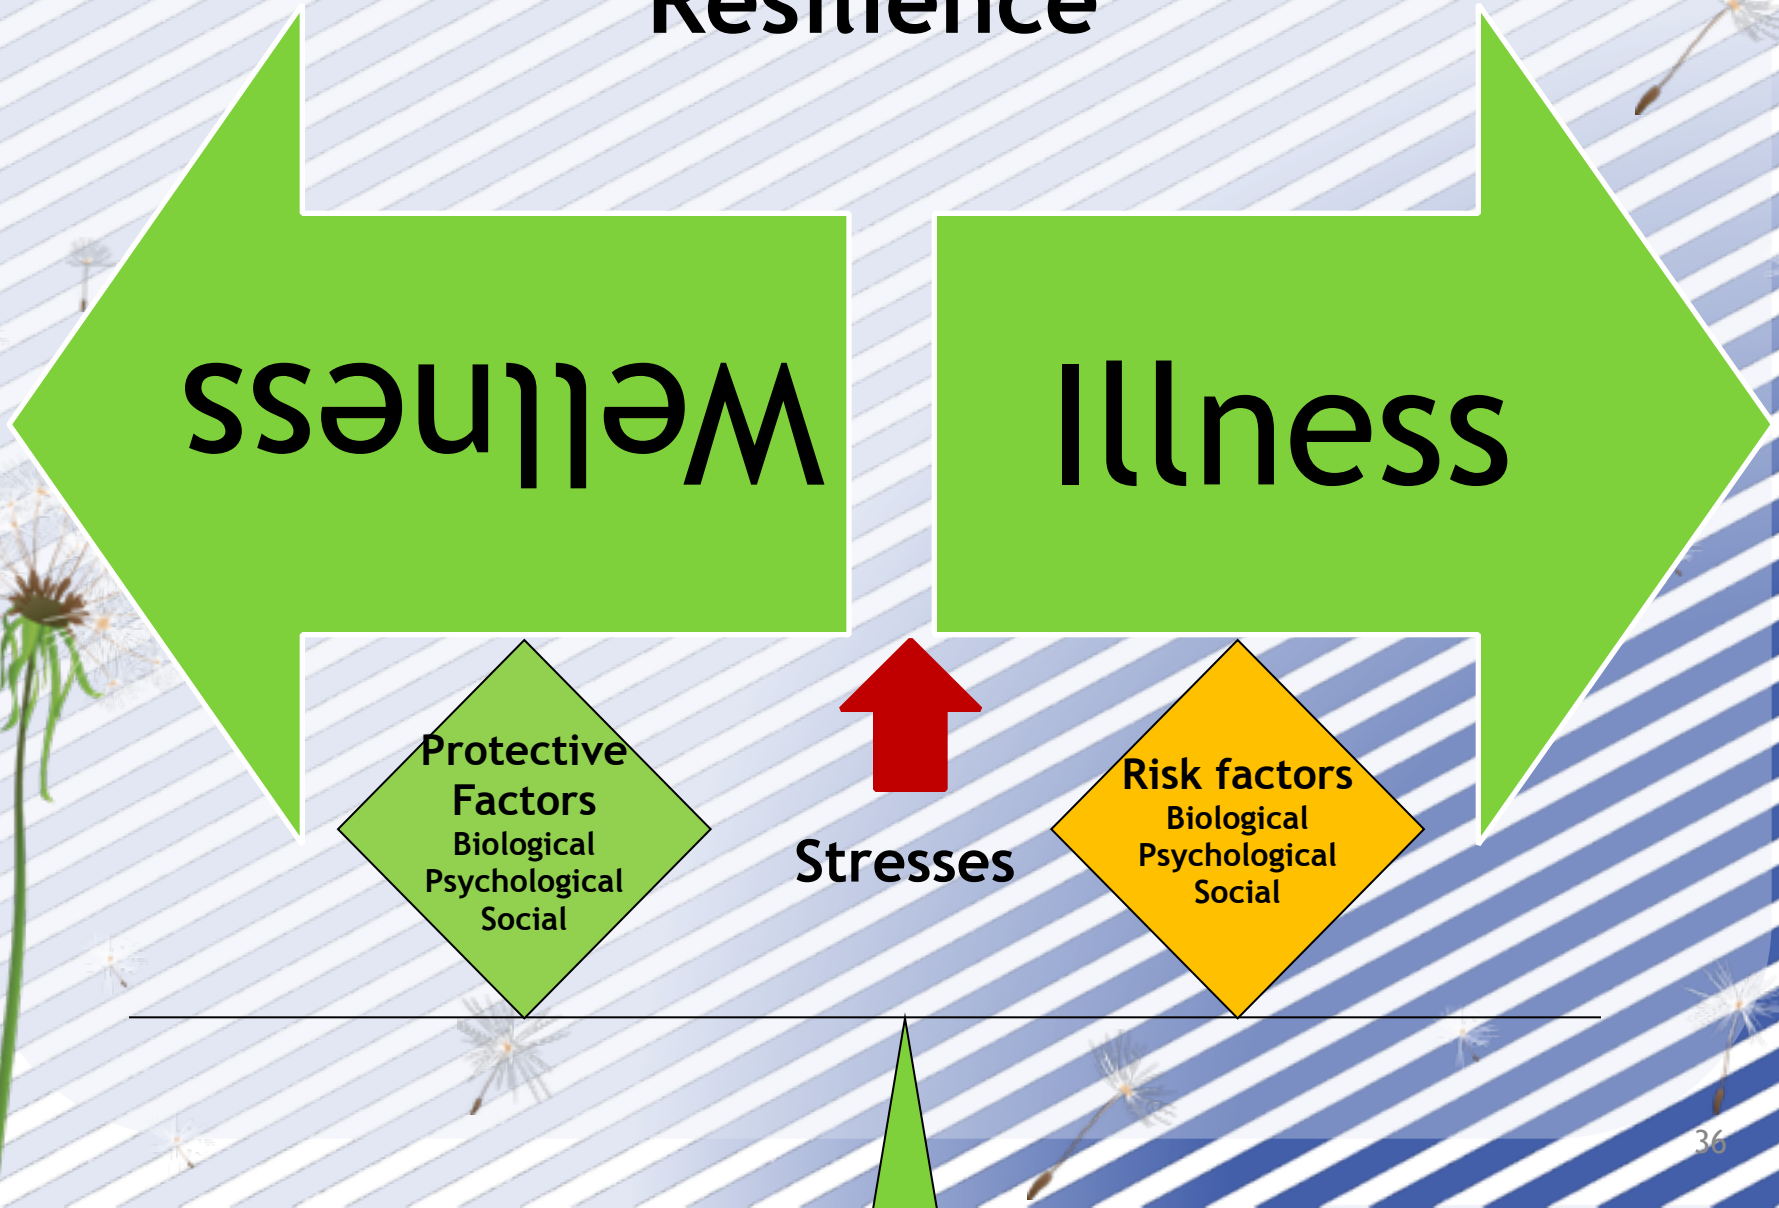 Resilience
Wellness
Illness
Protective
Factors
Biological
Psychological
Social
Stresses
Risk factors
Biological
Psychological
Social
36